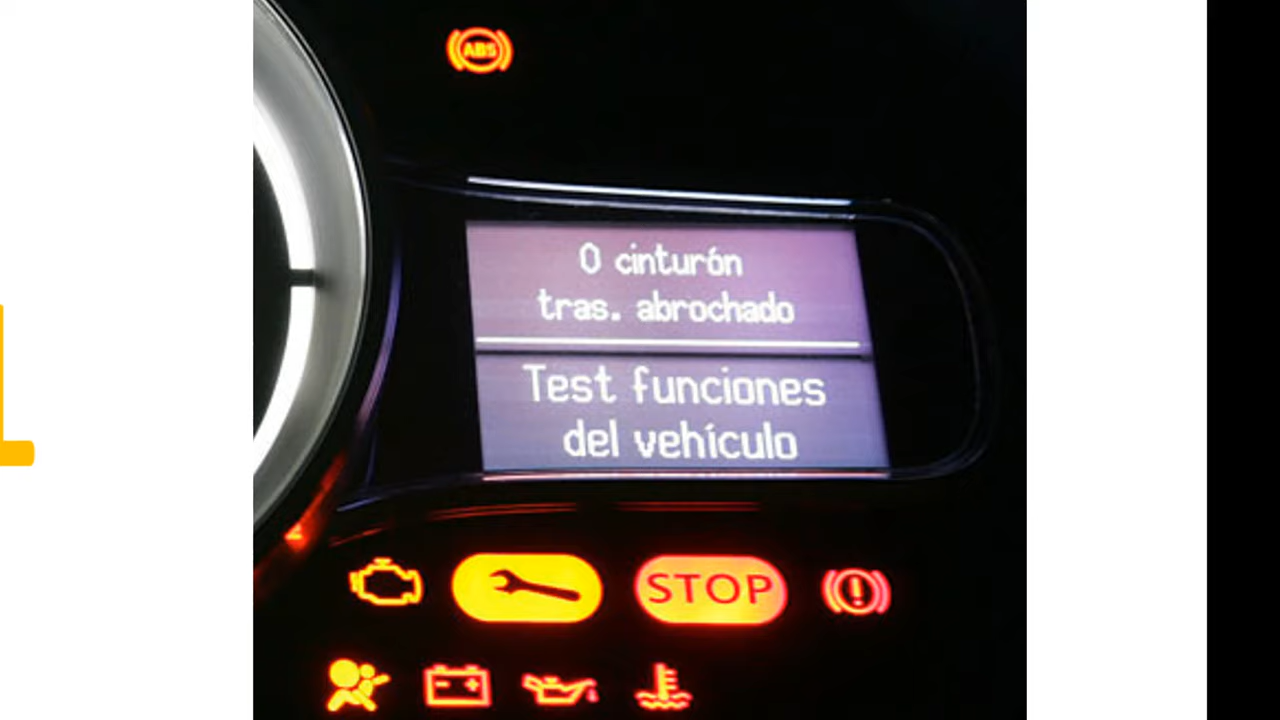 ABS
0 cinturón
tras. abrochado
Test funciones
del vehículo
STOP